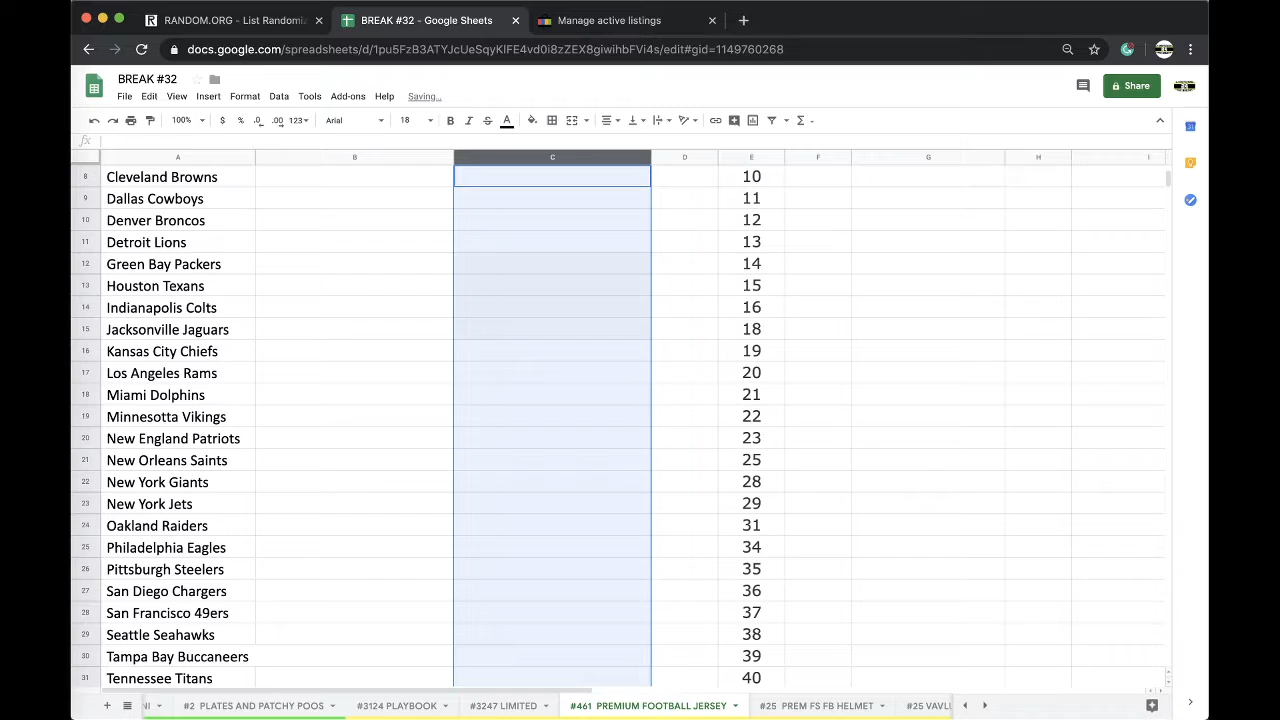 RANDOM.ORG - List Randomiz
BREAK #32 - Google Sheets
Manage active listings
docs.google.com/spreadsheets/d/1pu5FzB3ATYJcUeSqyKlFE4vd0i8zZEX8giwihbFVi4s/edit#gid=1149760268
BREAK #32
File Edit View Insert Format Data Tools Add-ons Help Saving...
Share
100% $ % .0 .00 123 Arial 18 B I S A
fx
A B C D E F G H I
8 Cleveland Browns 10
9 Dallas Cowboys 11
10 Denver Broncos 12
11 Detroit Lions 13
12 Green Bay Packers 14
13 Houston Texans 15
14 Indianapolis Colts 16
15 Jacksonville Jaguars 18
16 Kansas City Chiefs 19
17 Los Angeles Rams 20
18 Miami Dolphins 21
19 Minnesotta Vikings 22
20 New England Patriots 23
21 New Orleans Saints 25
22 New York Giants 28
23 New York Jets 29
24 Oakland Raiders 31
25 Philadelphia Eagles 34
26 Pittsburgh Steelers 35
27 San Diego Chargers 36
28 San Francisco 49ers 37
29 Seattle Seahawks 38
30 Tampa Bay Buccaneers 39
31 Tennessee Titans 40
NI #2 PLATES AND PATCHY POOS #3124 PLAYBOOK #3247 LIMITED #461 PREMIUM FOOTBALL JERSEY #25 PREM FS FB HELMET #25 VAVLU